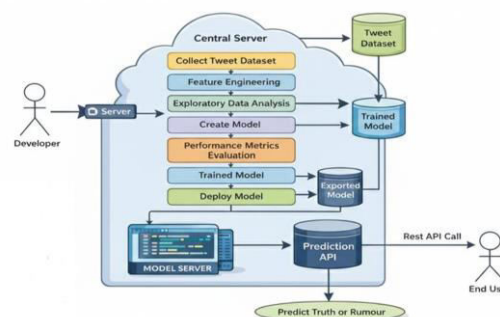 Central Server
Tweet
Dataset
Collect Tweet Dataset
Feature Engineering
Exploratory Data Analysis
Create Model
Performance Metrics
Evaluation
Trained Model
Deploy Model
Server
Developer
Trained
Model
Exported
Model
MODEL SERVER
Prediction
API
Rest API Call
End Us
Predict Truth or Rumour